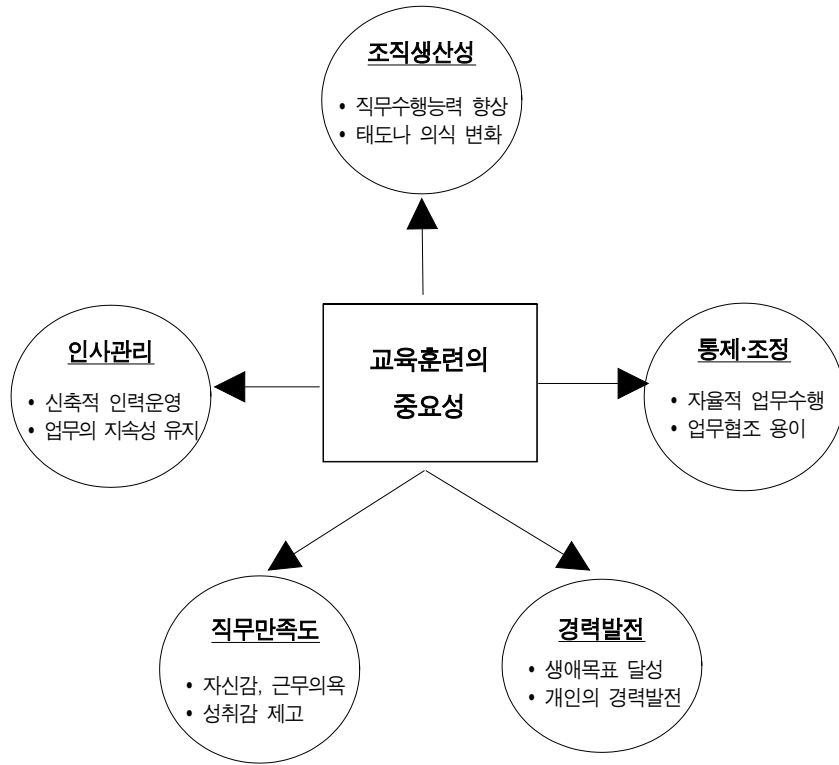 조직생산성
• 직무수행능력 향상
• 태도나 의식 변화
인사관리
• 신축적 인력운영
• 업무의 지속성 유지
교육훈련의
중요성
통제·조정
• 자율적 업무수행
• 업무협조 용이
직무만족도
• 자신감, 근무의욕
• 성취감 제고
경력발전
• 생애목표 달성
• 개인의 경력발전